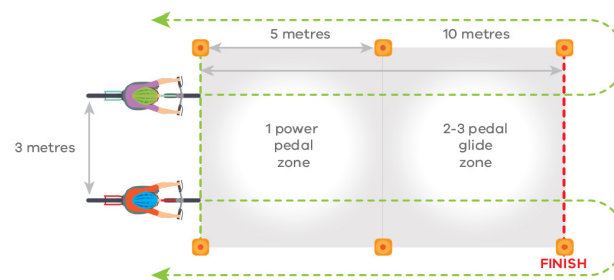 5 metres
10 metres
3 metres
1 power
pedal
zone
2-3 pedal
glide
zone
FINISH